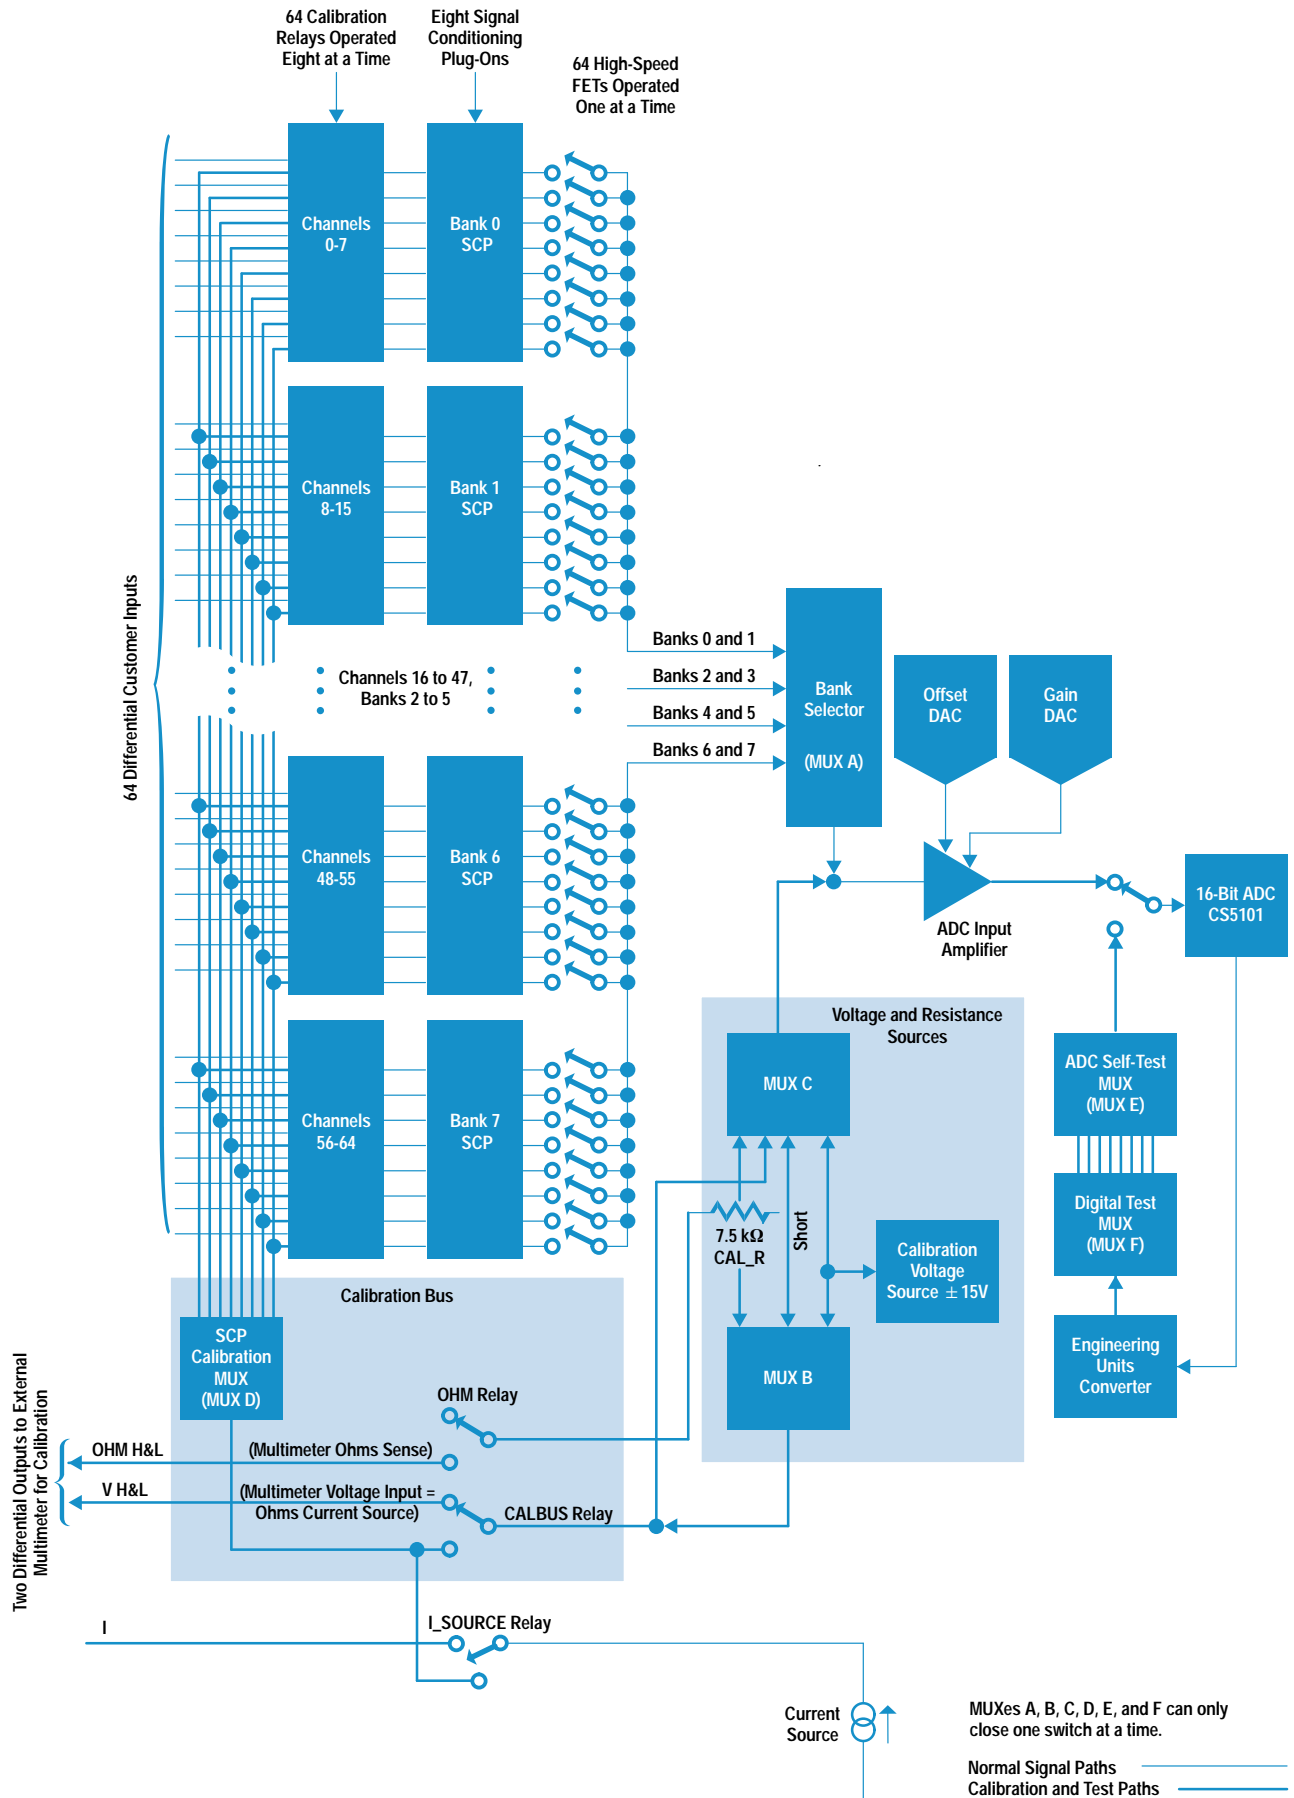 64 Calibration
Relays Operated
Eight at a Time
Eight Signal
Conditioning
Plug-Ons
64 High-Speed
FETs Operated
One at a Time
Channels
0-7
Bank 0
SCP
Channels
8-15
Bank 1
SCP
64 Differential Customer Inputs
Channels 16 to 47,
Banks 2 to 5
Banks 0 and 1
Banks 2 and 3
Banks 4 and 5
Banks 6 and 7
Bank
Selector
(MUX A)
Offset
DAC
Gain
DAC
Channels
48-55
Bank 6
SCP
ADC Input
Amplifier
16-Bit ADC
CS5101
Channels
56-64
Bank 7
SCP
Voltage and Resistance
Sources
MUX C
ADC Self-Test
MUX
(MUX E)
7.5 kΩ
CAL_R
Short
Calibration
Voltage
Source ± 15V
Digital Test
MUX
(MUX F)
Calibration Bus
SCP
Calibration
MUX
(MUX D)
MUX B
Engineering
Units
Converter
Two Differential Outputs to External
Multimeter for Calibration
OHM Relay
OHM H&L
(Multimeter Ohms Sense)
V H&L
(Multimeter Voltage Input =
Ohms Current Source)
CALBUS Relay
I
I_SOURCE Relay
Current
Source
MUXes A, B, C, D, E, and F can only
close one switch at a time.
Normal Signal Paths
Calibration and Test Paths